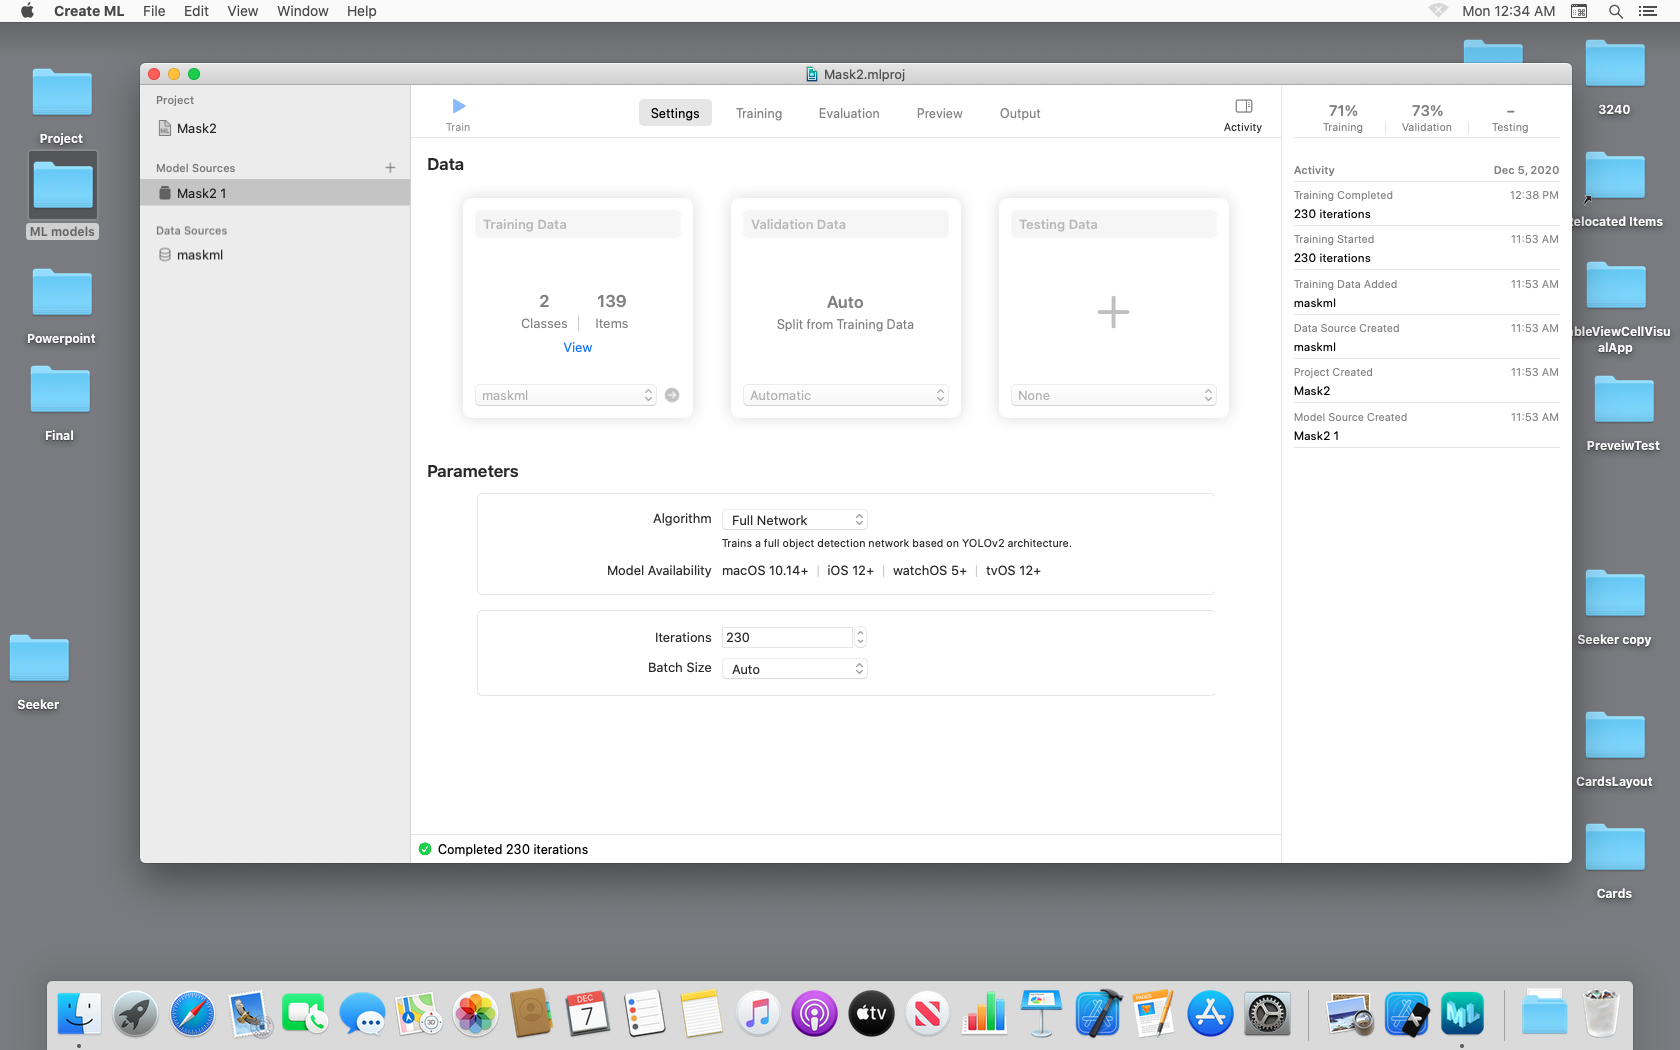 Create ML File Edit View Window Help
Mon 12:34 AM
Mask2.mlproj
Project
Mask2
Model Sources
Mask2 1
Data Sources
maskml
Train
Settings
Training
Evaluation
Preview
Output
Activity
Data
Training Data
2
Classes
139
Items
View
maskml
Validation Data
Auto
Split from Training Data
Automatic
Testing Data
None
Parameters
Algorithm Full Network
Trains a full object detection network based on YOLOv2 architecture.
Model Availability macOS 10.14+ iOS 12+ watchOS 5+ tvOS 12+
Iterations 230
Batch Size Auto
Completed 230 iterations
71%
Training
73%
Validation
–
Testing
Activity Dec 5, 2020
Training Completed 12:38 PM
230 iterations
Training Started 11:53 AM
230 iterations
Training Data Added 11:53 AM
maskml
Data Source Created 11:53 AM
maskml
Project Created 11:53 AM
Mask2
Model Source Created 11:53 AM
Mask2 1
Project
ML models
Powerpoint
Final
Seeker
3240
elocated Items
bleViewCellVisu
alApp
PreveiwTest
Seeker copy
CardsLayout
Cards
DEC
7
3D
tv
PAGES
ML